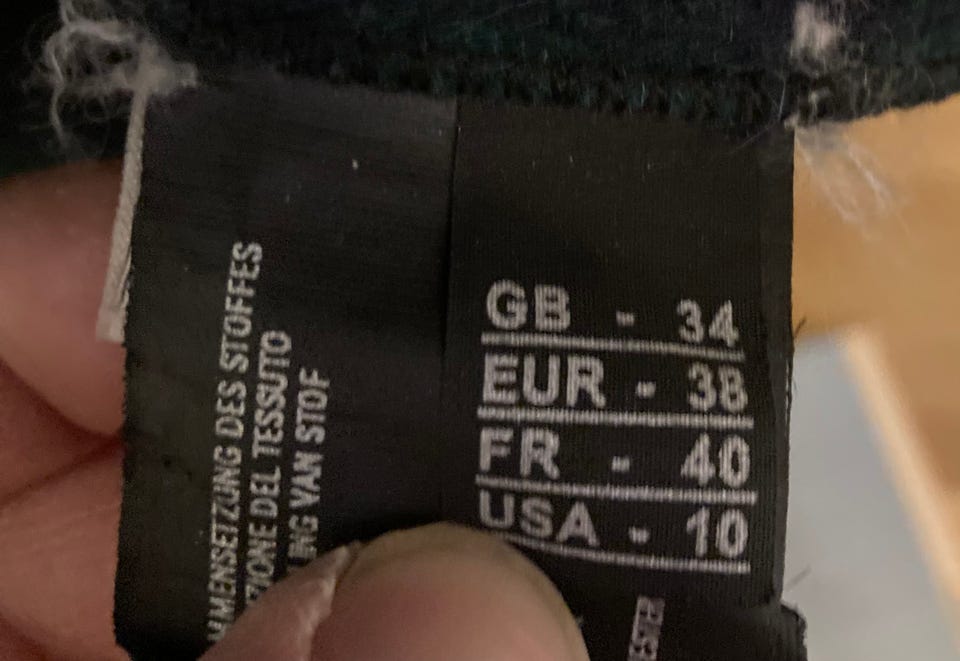 GB - 34
EUR - 38
FR - 40
USA - 10
DES STOFFES
DEL TESSUTO
VAN STOF